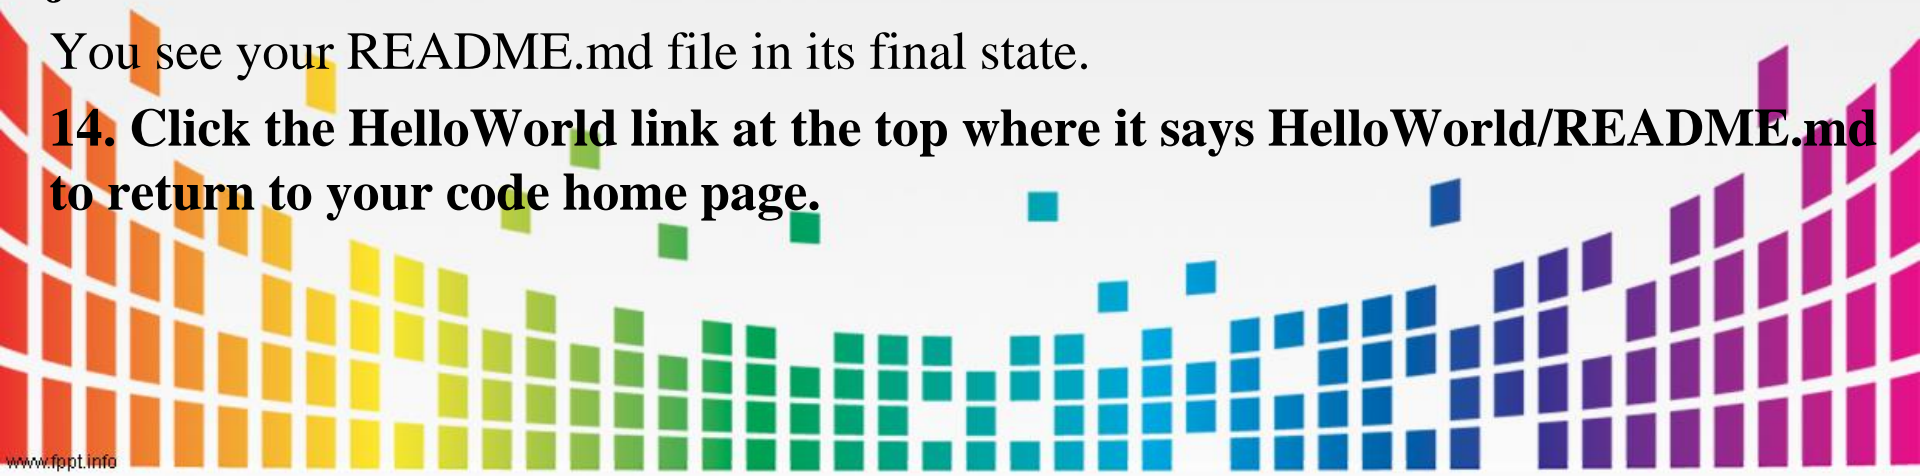 You see your README.md file in its final state.
14. Click the HelloWorld link at the top where it says HelloWorld/README.md
to return to your code home page.
www.fppt.info